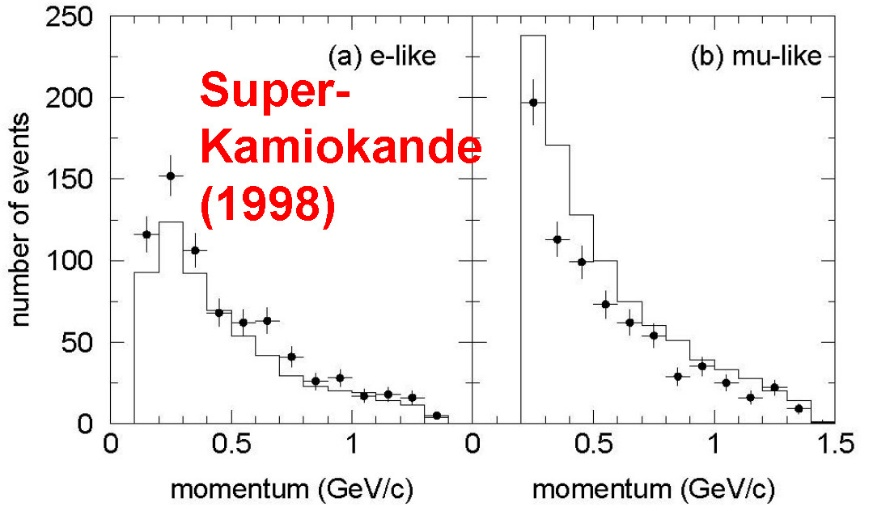 250
200
150
100
50
0
number of events
(a) e-like
(b) mu-like
Super-
Kamiokande
(1998)
0 0.5 1 0 0.5 1 1.5
momentum (GeV/c) momentum (GeV/c)